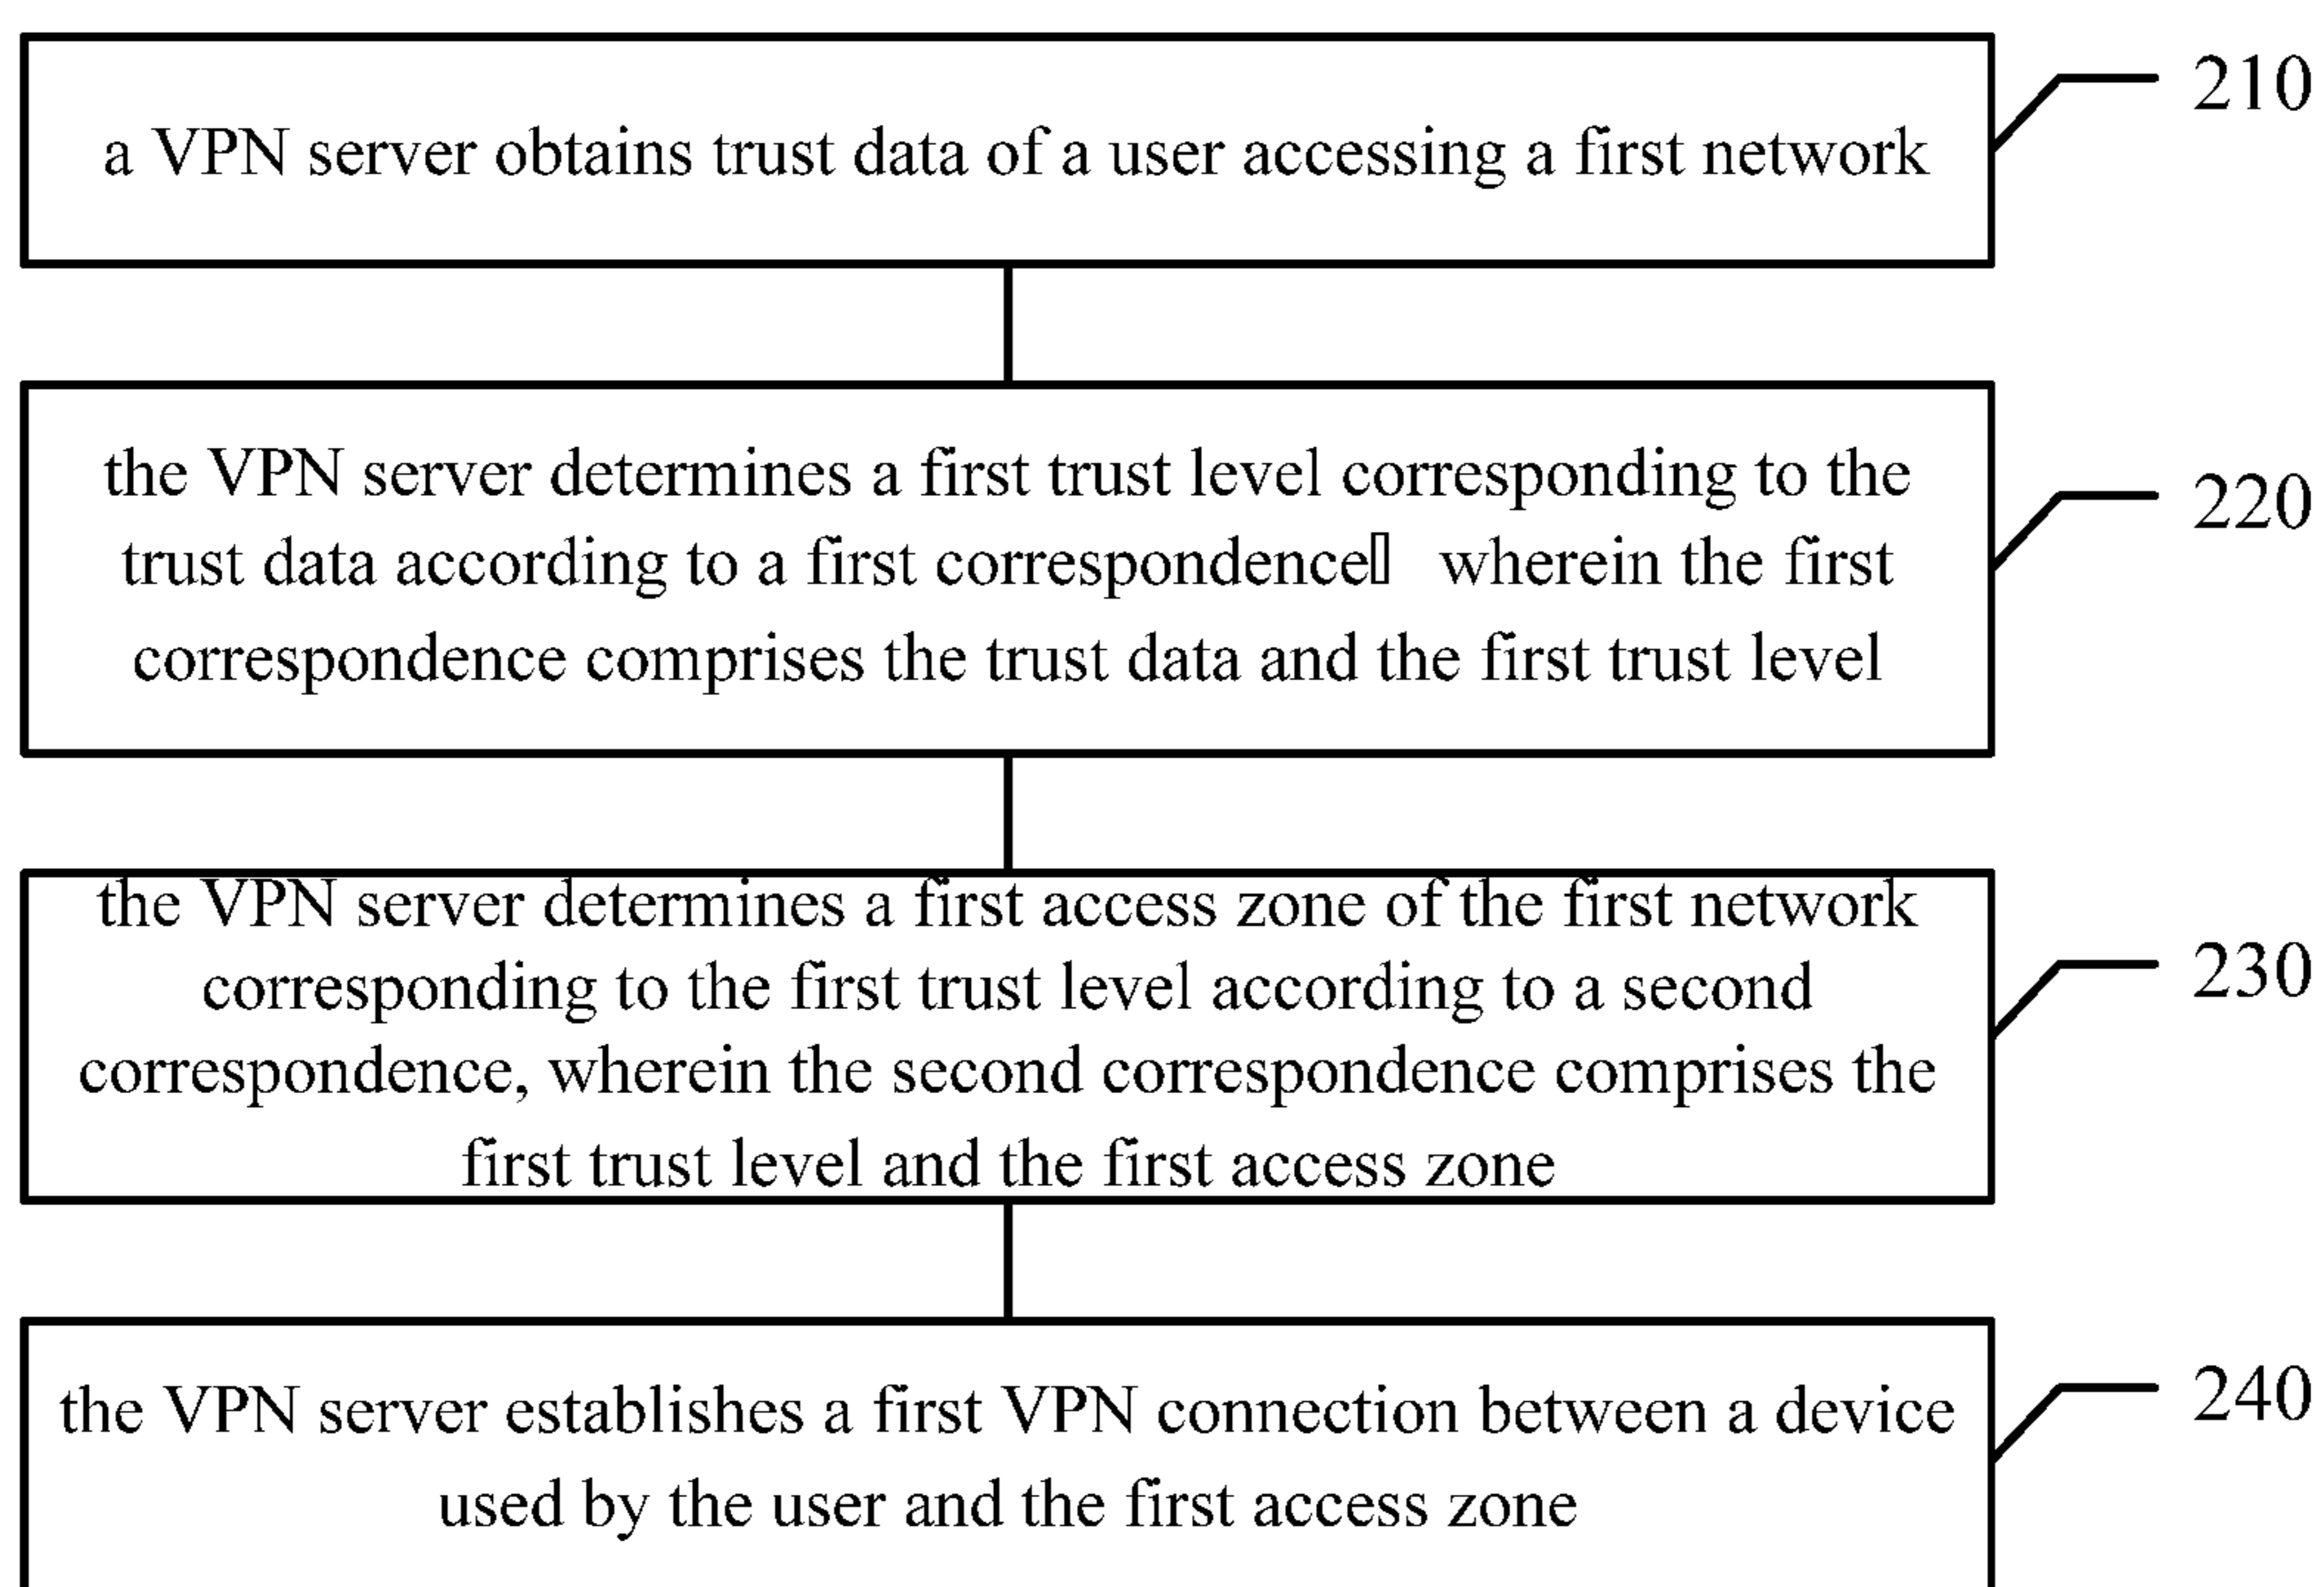 a VPN server obtains trust data of a user accessing a first network
210
the VPN server determines a first trust level corresponding to the
trust data according to a first correspondence▯ wherein the first
correspondence comprises the trust data and the first trust level
220
the VPN server determines a first access zone of the first network
corresponding to the first trust level according to a second
correspondence, wherein the second correspondence comprises the
first trust level and the first access zone
230
the VPN server establishes a first VPN connection between a device
used by the user and the first access zone
240